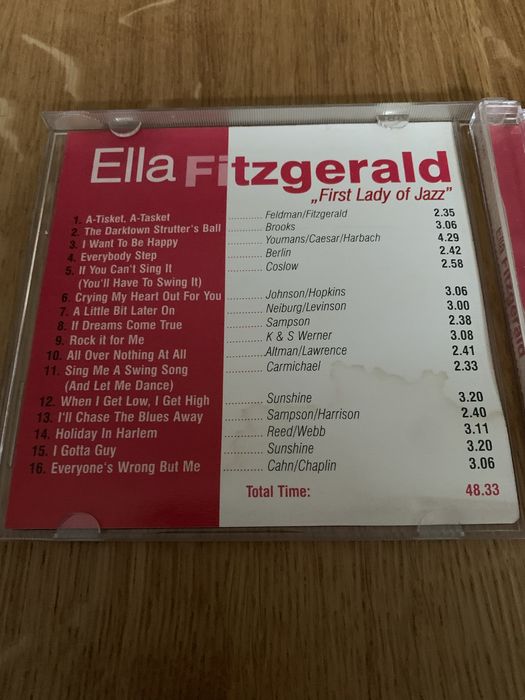 Ella Fitzgerald
„First Lady of Jazz”
1. A-Tisket, A-Tasket .......... Feldman/Fitzgerald 2.35
2. The Darktown Strutter's Ball .......... Brooks 3.06
3. I Want To Be Happy .......... Youmans/Caesar/Harbach 4.29
4. Everybody Step .......... Berlin 2.42
5. If You Can't Sing It .......... Coslow 2.58
(You'll Have To Swing It)
6. Crying My Heart Out For You .......... Johnson/Hopkins 3.06
7. A Little Bit Later On .......... Neiburg/Levinson 3.00
8. If Dreams Come True .......... Sampson 2.38
9. Rock it for Me .......... K & S Werner 3.08
10. All Over Nothing At All .......... Altman/Lawrence 2.41
11. Sing Me A Swing Song .......... Carmichael 2.33
(And Let Me Dance)
12. When I Get Low, I Get High .......... Sunshine 3.20
13. I'll Chase The Blues Away .......... Sampson/Harrison 2.40
14. Holiday In Harlem .......... Reed/Webb 3.11
15. I Gotta Guy .......... Sunshine 3.20
16. Everyone's Wrong But Me .......... Cahn/Chaplin 3.06
Total Time: 48.33
Ella Fitzgerald